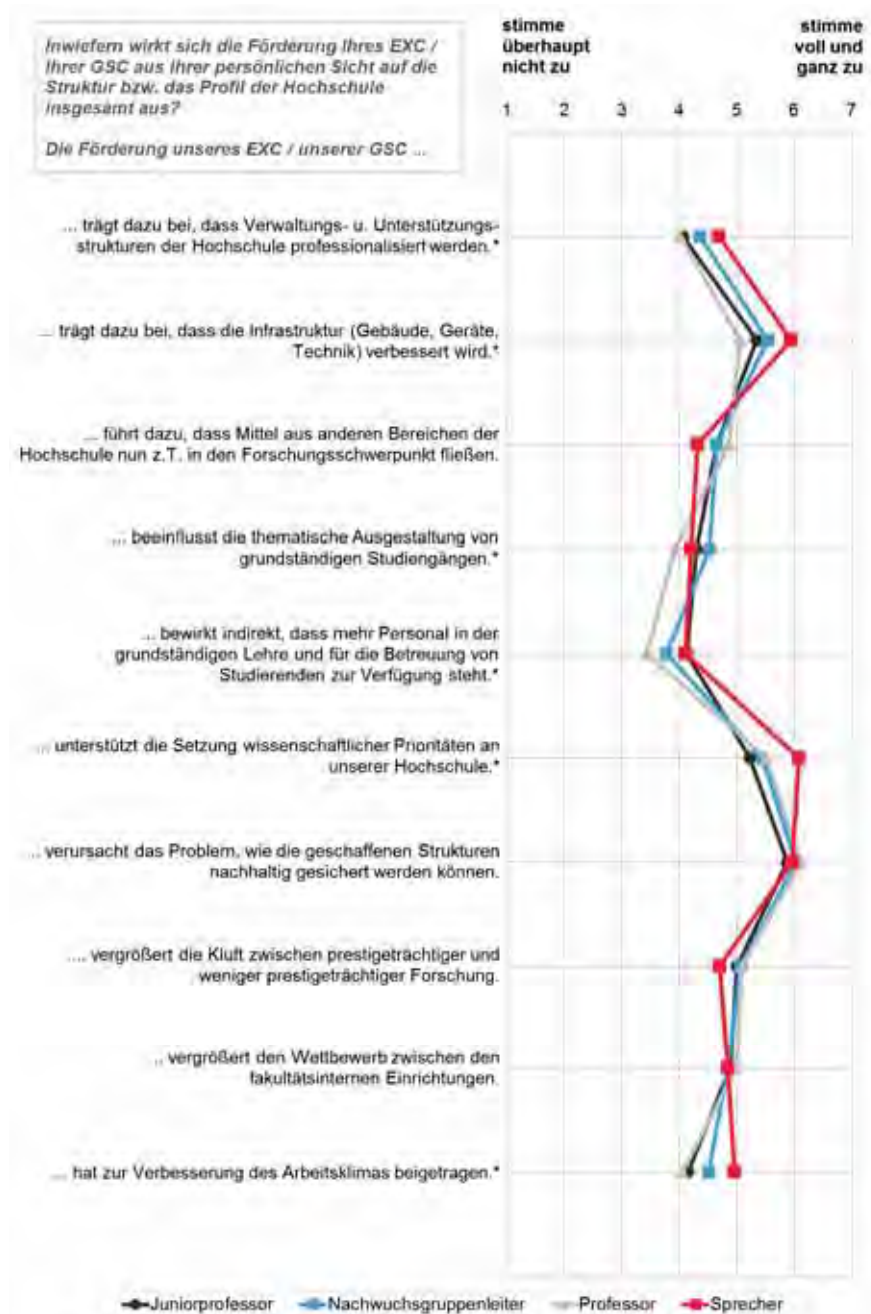 Inwiefern wirkt sich die Förderung Ihres EXC /
Ihrer GSC aus Ihrer persönlichen Sicht auf die
Struktur bzw. das Profil der Hochschule
insgesamt aus?
Die Förderung unseres EXC / unserer GSC ...
stimme
überhaupt
nicht zu
stimme
voll und
ganz zu
1 2 3 4 5 6 7
... trägt dazu bei, dass Verwaltungs- u. Unterstützungs-
strukturen der Hochschule professionalisiert werden.*
... trägt dazu bei, dass die Infrastruktur (Gebäude, Geräte,
Technik) verbessert wird.*
... führt dazu, dass Mittel aus anderen Bereichen der
Hochschule nun z.T. in den Forschungsschwerpunkt fließen.
... beeinflusst die thematische Ausgestaltung von
grundständigen Studiengängen.*
... bewirkt indirekt, dass mehr Personal in der
grundständigen Lehre und für die Betreuung von
Studierenden zur Verfügung steht.*
... unterstützt die Setzung wissenschaftlicher Prioritäten an
unserer Hochschule.*
... verursacht das Problem, wie die geschaffenen Strukturen
nachhaltig gesichert werden können.
.... vergrößert die Kluft zwischen prestigeträchtiger und
weniger prestigeträchtiger Forschung.
... vergrößert den Wettbewerb zwischen den
fakultätsinternen Einrichtungen.
... hat zur Verbesserung des Arbeitsklimas beigetragen.*
Juniorprofessor Nachwuchsgruppenleiter Professor Sprecher